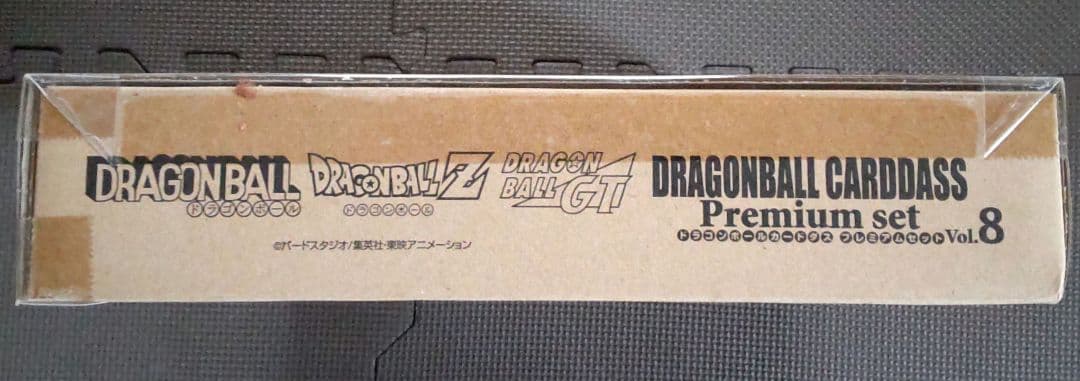 DRAGONBALL
ドラゴンボール
DRAGONBALL Z
ドラゴンボール
DRAGON
BALL GT
DRAGONBALL CARDDASS
Premium set
ドラゴンボールカードダス プレミアムセット Vol.8
©バードスタジオ/集英社・東映アニメーション